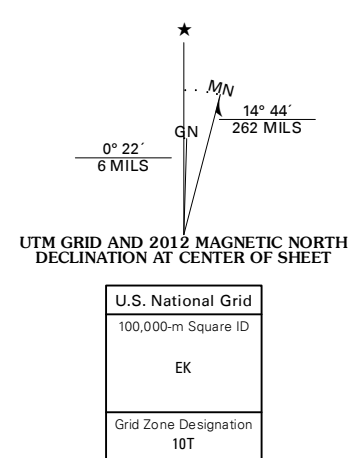 ★
MN
14° 44´
262 MILS
GN
0° 22´
6 MILS
UTM GRID AND 2012 MAGNETIC NORTH
DECLINATION AT CENTER OF SHEET
U.S. National Grid
100,000-m Square ID
EK
Grid Zone Designation
10T